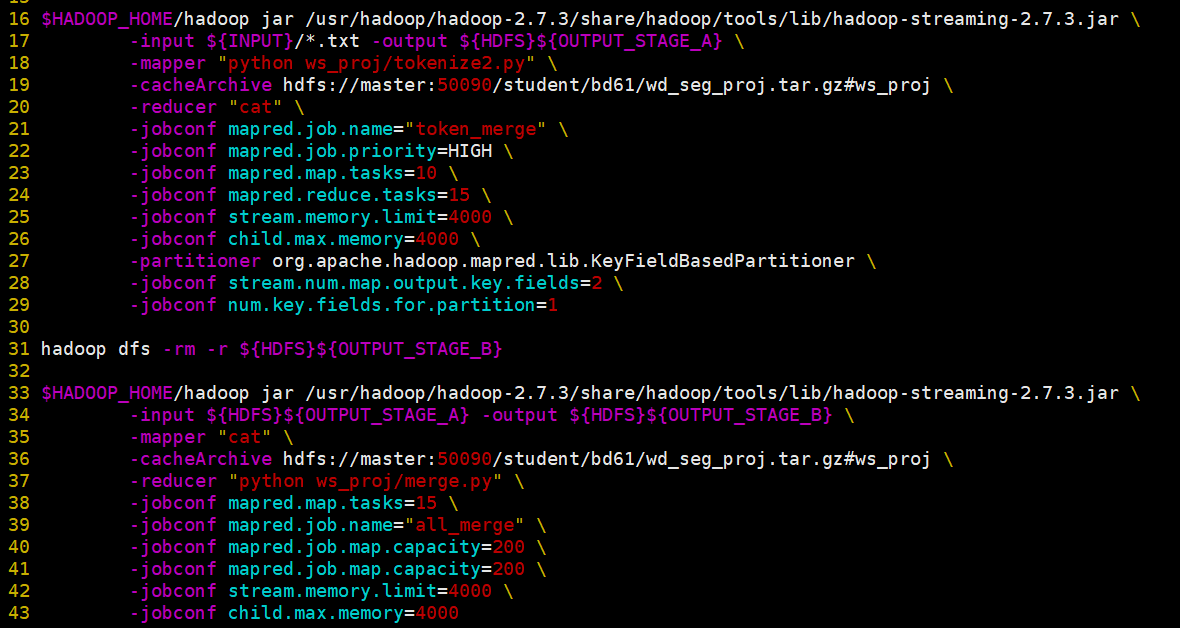 16 $HADOOP_HOME/hadoop jar /usr/hadoop/hadoop-2.7.3/share/hadoop/tools/lib/hadoop-streaming-2.7.3.jar \
17         -input ${INPUT}/*.txt -output ${HDFS}${OUTPUT_STAGE_A} \
18         -mapper "python ws_proj/tokenize2.py" \
19         -cacheArchive hdfs://master:50090/student/bd61/wd_seg_proj.tar.gz#ws_proj \
20         -reducer "cat" \
21         -jobconf mapred.job.name="token_merge" \
22         -jobconf mapred.job.priority=HIGH \
23         -jobconf mapred.map.tasks=10 \
24         -jobconf mapred.reduce.tasks=15 \
25         -jobconf stream.memory.limit=4000 \
26         -jobconf child.max.memory=4000 \
27         -partitioner org.apache.hadoop.mapred.lib.KeyFieldBasedPartitioner \
28         -jobconf stream.num.map.output.key.fields=2 \
29         -jobconf num.key.fields.for.partition=1
30
31 hadoop dfs -rm -r ${HDFS}${OUTPUT_STAGE_B}
32
33 $HADOOP_HOME/hadoop jar /usr/hadoop/hadoop-2.7.3/share/hadoop/tools/lib/hadoop-streaming-2.7.3.jar \
34         -input ${HDFS}${OUTPUT_STAGE_A} -output ${HDFS}${OUTPUT_STAGE_B} \
35         -mapper "cat" \
36         -cacheArchive hdfs://master:50090/student/bd61/wd_seg_proj.tar.gz#ws_proj \
37         -reducer "python ws_proj/merge.py" \
38         -jobconf mapred.map.tasks=15 \
39         -jobconf mapred.job.name="all_merge" \
40         -jobconf mapred.job.map.capacity=200 \
41         -jobconf mapred.job.map.capacity=200 \
42         -jobconf stream.memory.limit=4000 \
43         -jobconf child.max.memory=4000